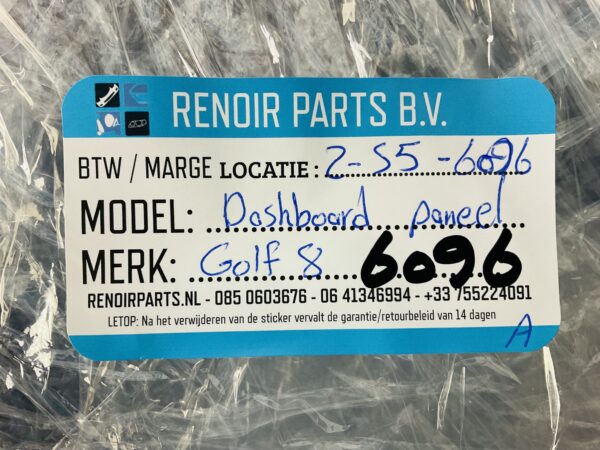 RENOIR PARTS B.V.
BTW / MARGE LOCATIE : 2-S5-6096
MODEL: Dashboard paneel
MERK: Golf 8 6096
RENOIRPARTS.NL - 085 0603676 - 06 41346994 - +33 755224091
LETOP: Na het verwijderen van de sticker vervalt de garantie/retourbeleid van 14 dagen
A